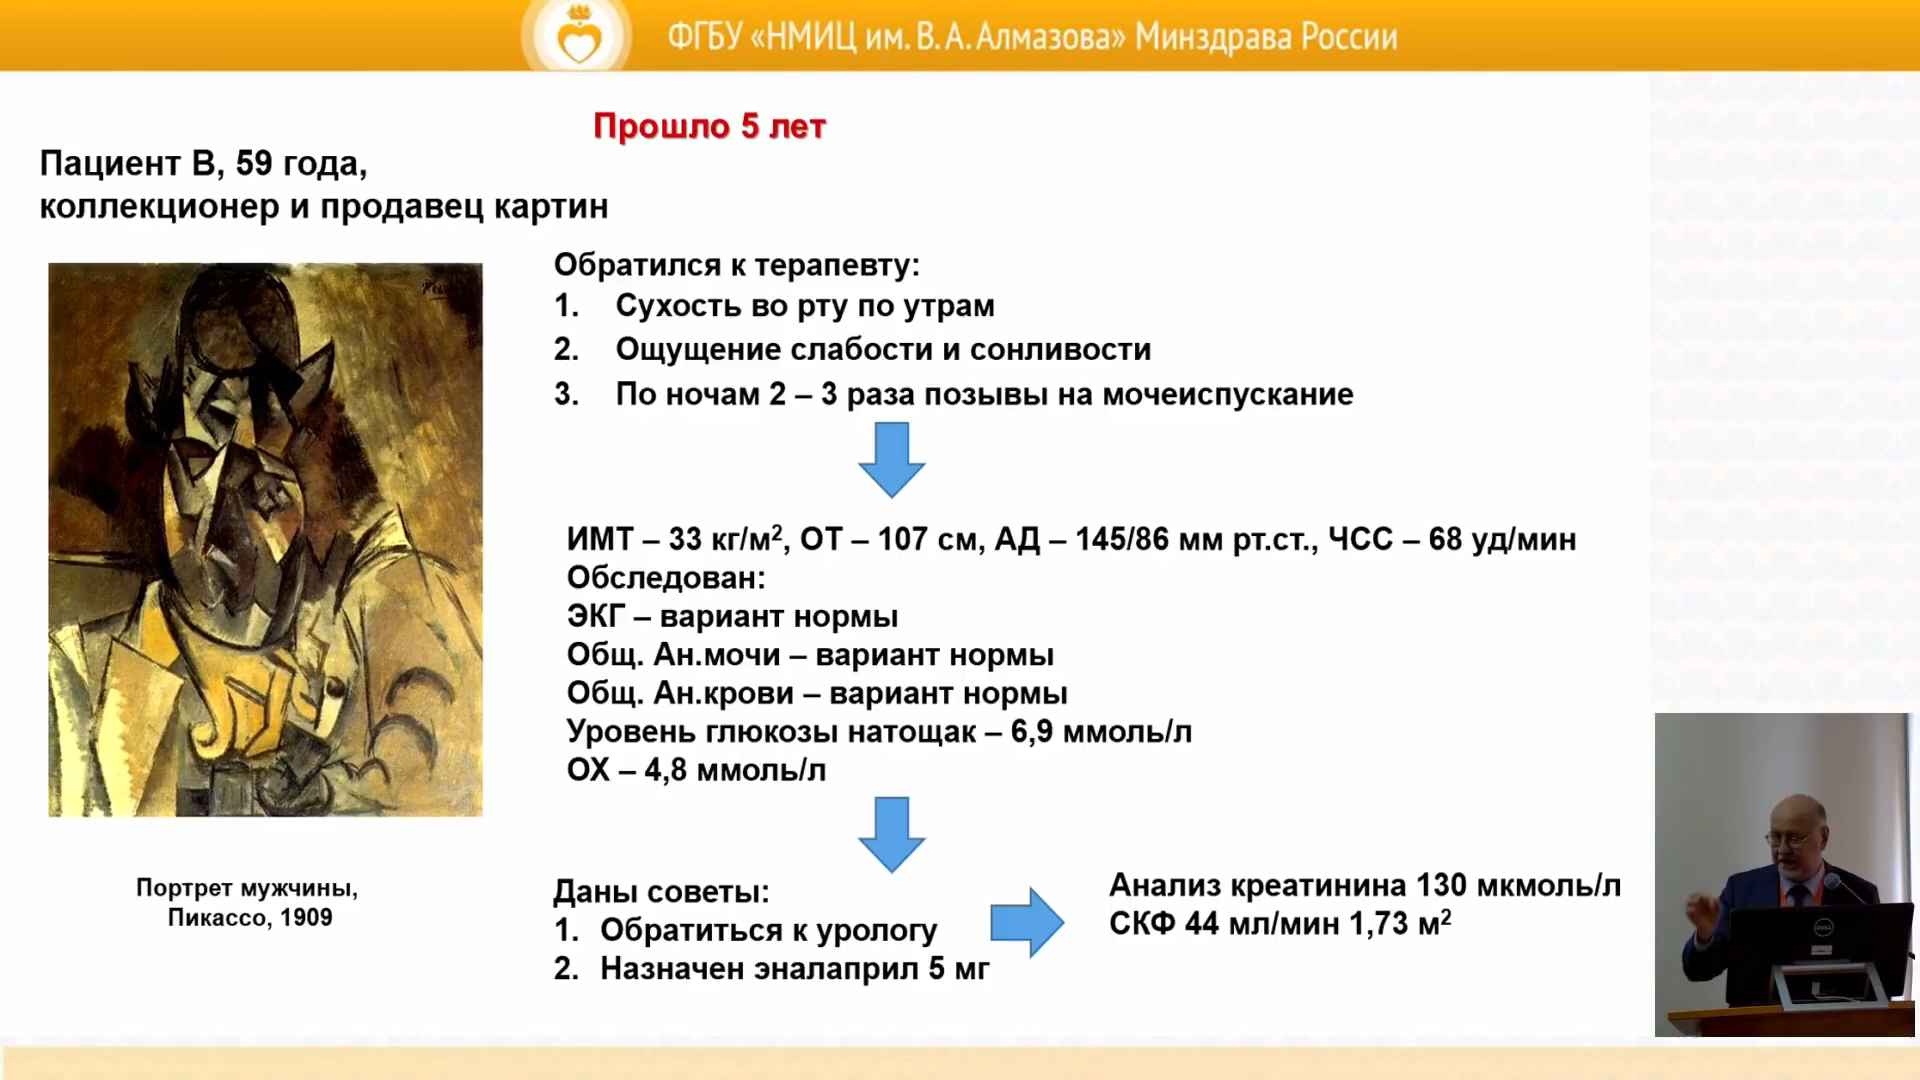 ФГБУ «НМИЦ им. В. А. Алмазова» Минздрава России
Прошло 5 лет
Пациент В, 59 года,
коллекционер и продавец картин
Обратился к терапевту:
1. Сухость во рту по утрам
2. Ощущение слабости и сонливости
3. По ночам 2 – 3 раза позывы на мочеиспускание
ИМТ – 33 кг/м², ОТ – 107 см, АД – 145/86 мм рт.ст., ЧСС – 68 уд/мин
Обследован:
ЭКГ – вариант нормы
Общ. Ан.мочи – вариант нормы
Общ. Ан.крови – вариант нормы
Уровень глюкозы натощак – 6,9 ммоль/л
ОХ – 4,8 ммоль/л
Портрет мужчины,
Пикассо, 1909
Даны советы:
1. Обратиться к урологу
2. Назначен эналаприл 5 мг
Анализ креатинина 130 мкмоль/л
СКФ 44 мл/мин 1,73 м²
DELL